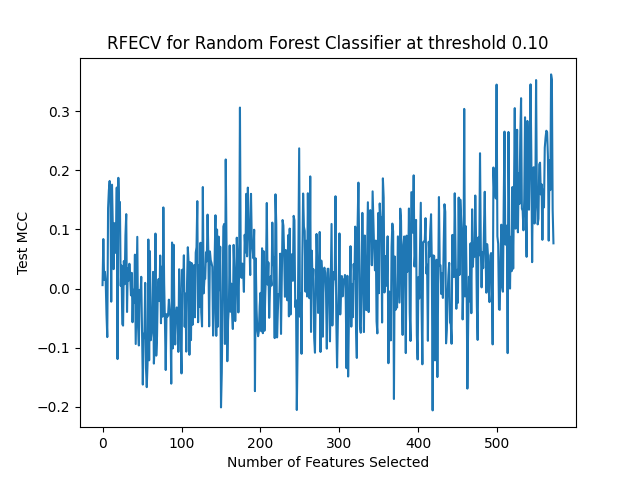 RFECV for Random Forest Classifier at threshold 0.10
0.3
0.2
0.1
0.0
−0.1
−0.2
Test MCC
0 100 200 300 400 500
Number of Features Selected